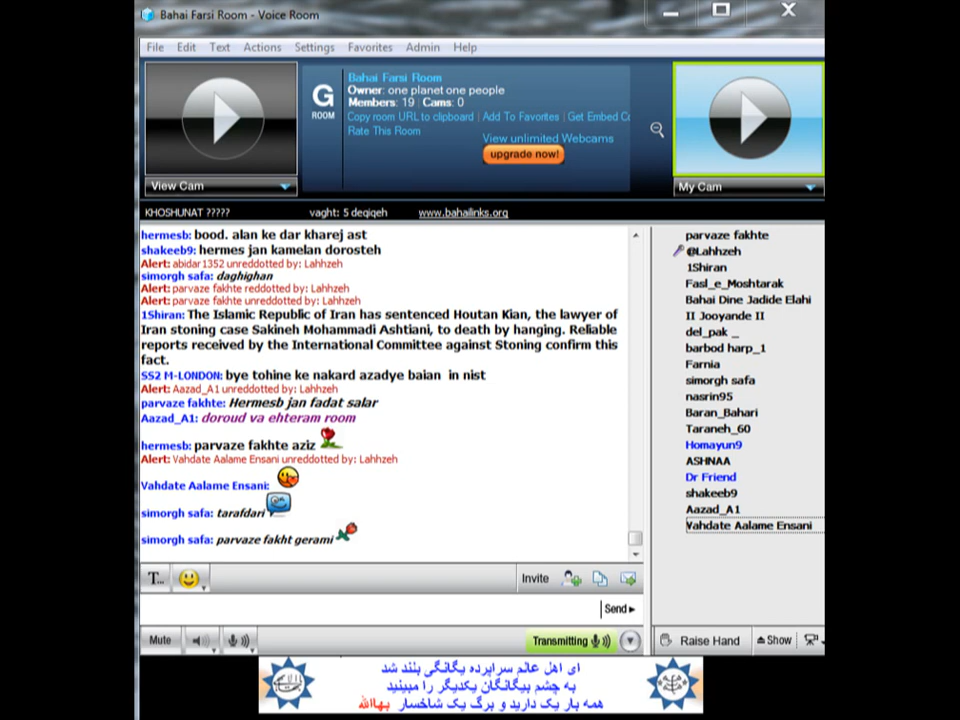 Bahai Farsi Room - Voice Room
File Edit Text Actions Settings Favorites Admin Help
G
ROOM
Bahai Farsi Room
Owner: one planet one people
Members: 19 | Cams: 0
Copy room URL to clipboard | Add To Favorites | Get Embed Co
Rate This Room
View unlimited Webcams
upgrade now!
View Cam
My Cam
KHOSHUNAT ????? vaght: 5 deqiqeh www.bahailinks.org
hermesb: bood. alan ke dar kharej ast
shakeeb9: hermes jan kamelan dorosteh
Alert: abidar1352 unreddotted by: Lahhzeh
simorgh safa: daghighan
Alert: parvaze fakhte reddotted by: Lahhzeh
Alert: parvaze fakhte unreddotted by: Lahhzeh
1Shiran: The Islamic Republic of Iran has sentenced Houtan Kian, the lawyer of
Iran stoning case Sakineh Mohammadi Ashtiani, to death by hanging. Reliable
reports received by the International Committee against Stoning confirm this
fact.
SS2 M-LONDON: bye tohine ke nakard azadye baian in nist
Alert: Aazad_A1 unreddotted by: Lahhzeh
parvaze fakhte: Hermesb jan fadat salar
Aazad_A1: doroud va ehteram room
hermesb: parvaze fakhte aziz
Alert: Vahdate Aalame Ensani unreddotted by: Lahhzeh
Vahdate Aalame Ensani:
simorgh safa: tarafdari
simorgh safa: parvaze fakht gerami
parvaze fakhte
@Lahhzeh
1Shiran
Fasl_e_Moshtarak
Bahai Dine Jadide Elahi
II Jooyande II
del_pak _
barbod harp_1
Farnia
simorgh safa
nasrin95
Baran_Bahari
Taraneh_60
Homayun9
ASHNAA
Dr Friend
shakeeb9
Aazad_A1
Vahdate Aalame Ensani
T... Invite
Send
Mute Transmitting Raise Hand Show
ای اهل عالم سراپرده یگانگی بلند شد
به چشم بیگانگان یکدیگر را مبینید
همه بار یک دارید و برگ یک شاخسار بهاالله